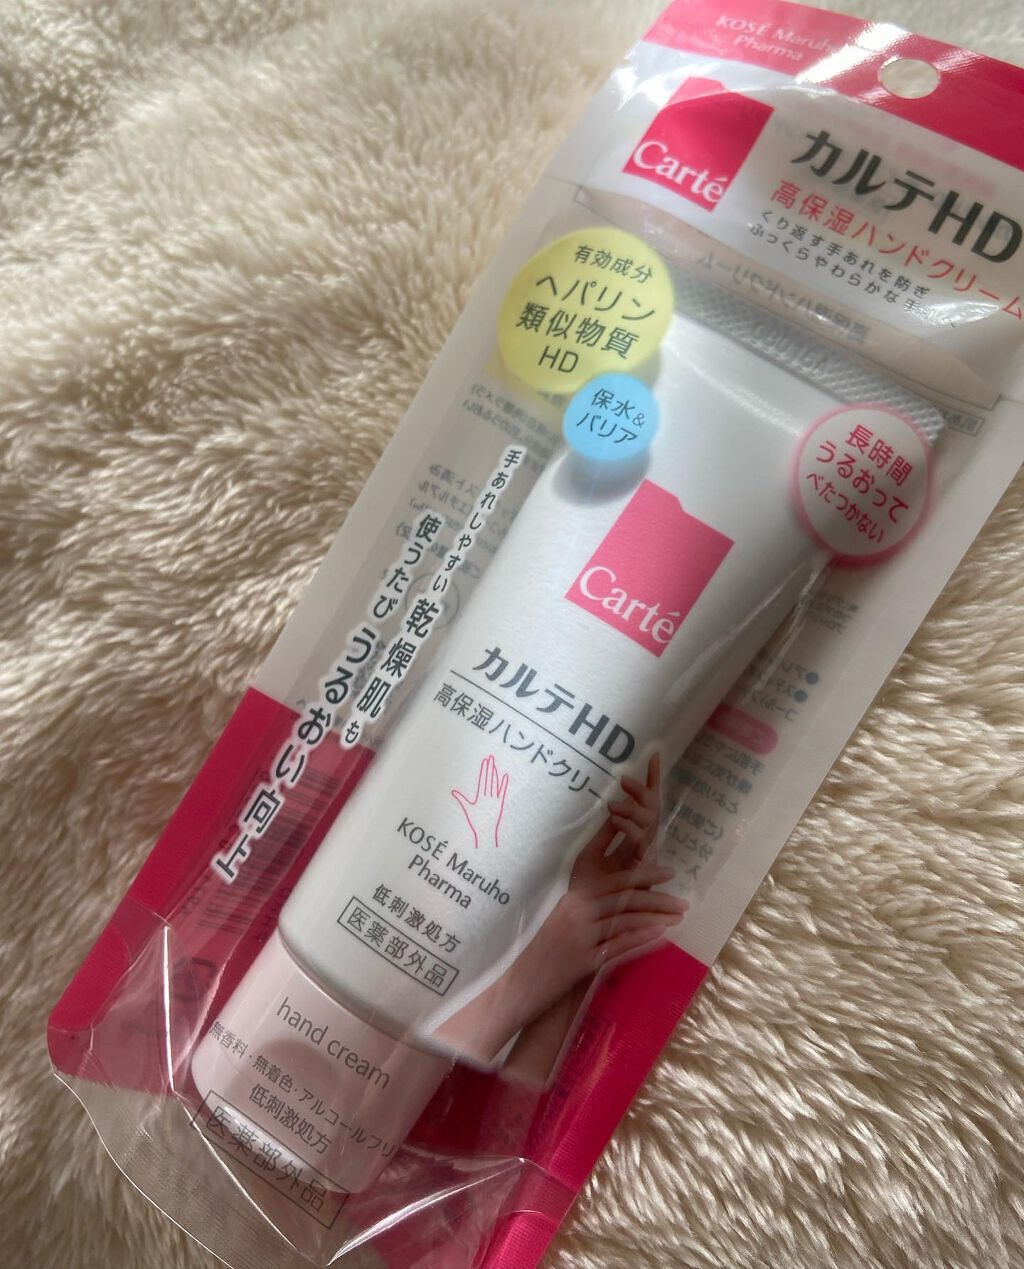 KOSÉ Maruho
Pharma
Carté
カルテHD
高保湿ハンドクリーム
くり返す手あれを防ぎ
ふっくらやわらかな
有効成分
ヘパリン
類似物質
HD
保水&
バリア
長時間
うるおって
べたつかない
手あれしやすい乾燥肌も
使うたびうるおい向上
Carté
カルテHD
高保湿ハンドクリー
KOSÉ Maruho
Pharma
低刺激処方
医薬部外品
hand cream
無香料・無着色・アルコールフリ
低刺激処方
医薬部外品